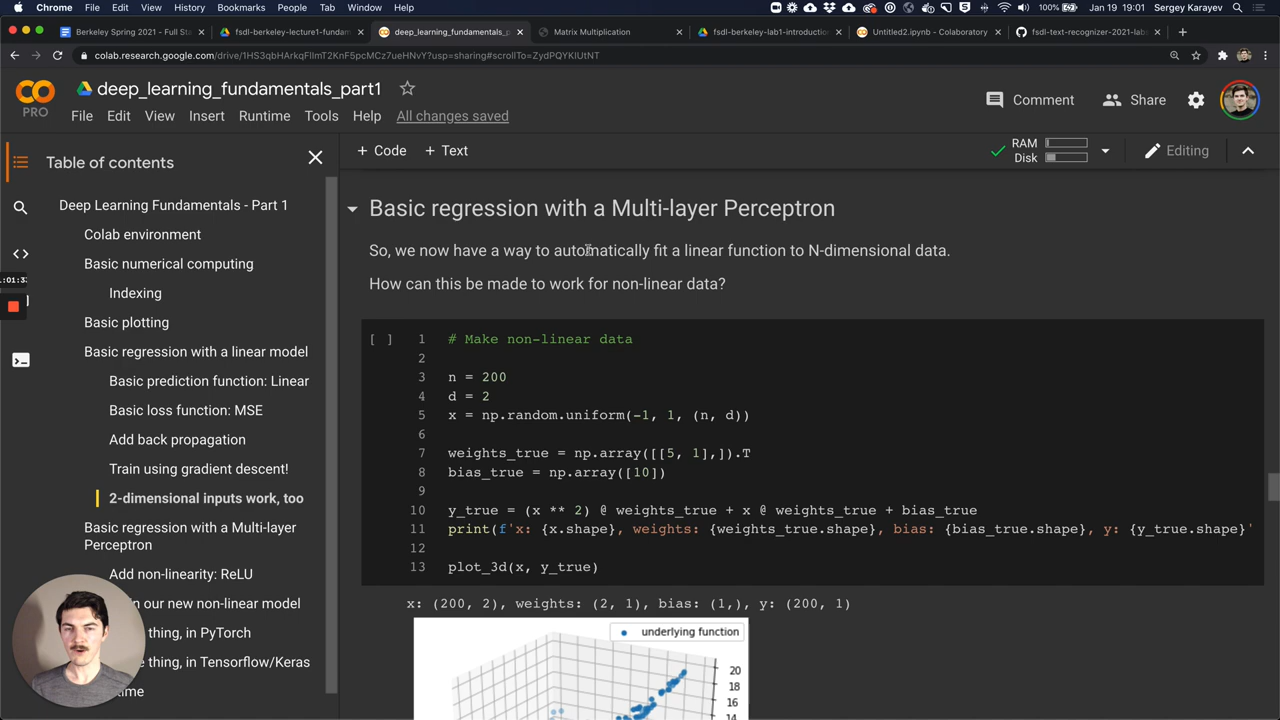 Chrome File Edit View History Bookmarks People Tab Window Help 100% Jan 19 19:01 Sergey Karayev
Berkeley Spring 2021 - Full St fsdl-berkeley-lecture1-fundam deep_learning_fundamentals_p Matrix Multiplication fsdl-berkeley-lab1-introductio Untitled2.ipynb - Colaboratory fsdl-text-recognizer-2021-lab
colab.research.google.com/drive/1HS3qbHArkqFlImT2KnF5pcMCz7ueHNvY?usp=sharing#scrollTo=ZydPQYKIUtNT
deep_learning_fundamentals_part1
PRO
File Edit View Insert Runtime Tools Help All changes saved
Comment Share
Table of contents
+ Code + Text
RAM
Disk
Editing
Deep Learning Fundamentals - Part 1
Colab environment
Basic numerical computing
Indexing
Basic plotting
Basic regression with a linear model
Basic prediction function: Linear
Basic loss function: MSE
Add back propagation
Train using gradient descent!
2-dimensional inputs work, too
Basic regression with a Multi-layer
Perceptron
Add non-linearity: ReLU
n our new non-linear model
thing, in PyTorch
thing, in Tensorflow/Keras
time
1:01:33
Basic regression with a Multi-layer Perceptron
So, we now have a way to automatically fit a linear function to N-dimensional data.
How can this be made to work for non-linear data?
[ ] 1 # Make non-linear data
2
3 n = 200
4 d = 2
5 x = np.random.uniform(-1, 1, (n, d))
6
7 weights_true = np.array([[5, 1],]).T
8 bias_true = np.array([10])
9
10 y_true = (x ** 2) @ weights_true + x @ weights_true + bias_true
11 print(f'x: {x.shape}, weights: {weights_true.shape}, bias: {bias_true.shape}, y: {y_true.shape}'
12
13 plot_3d(x, y_true)
x: (200, 2), weights: (2, 1), bias: (1,), y: (200, 1)
underlying function
20
18
16
14